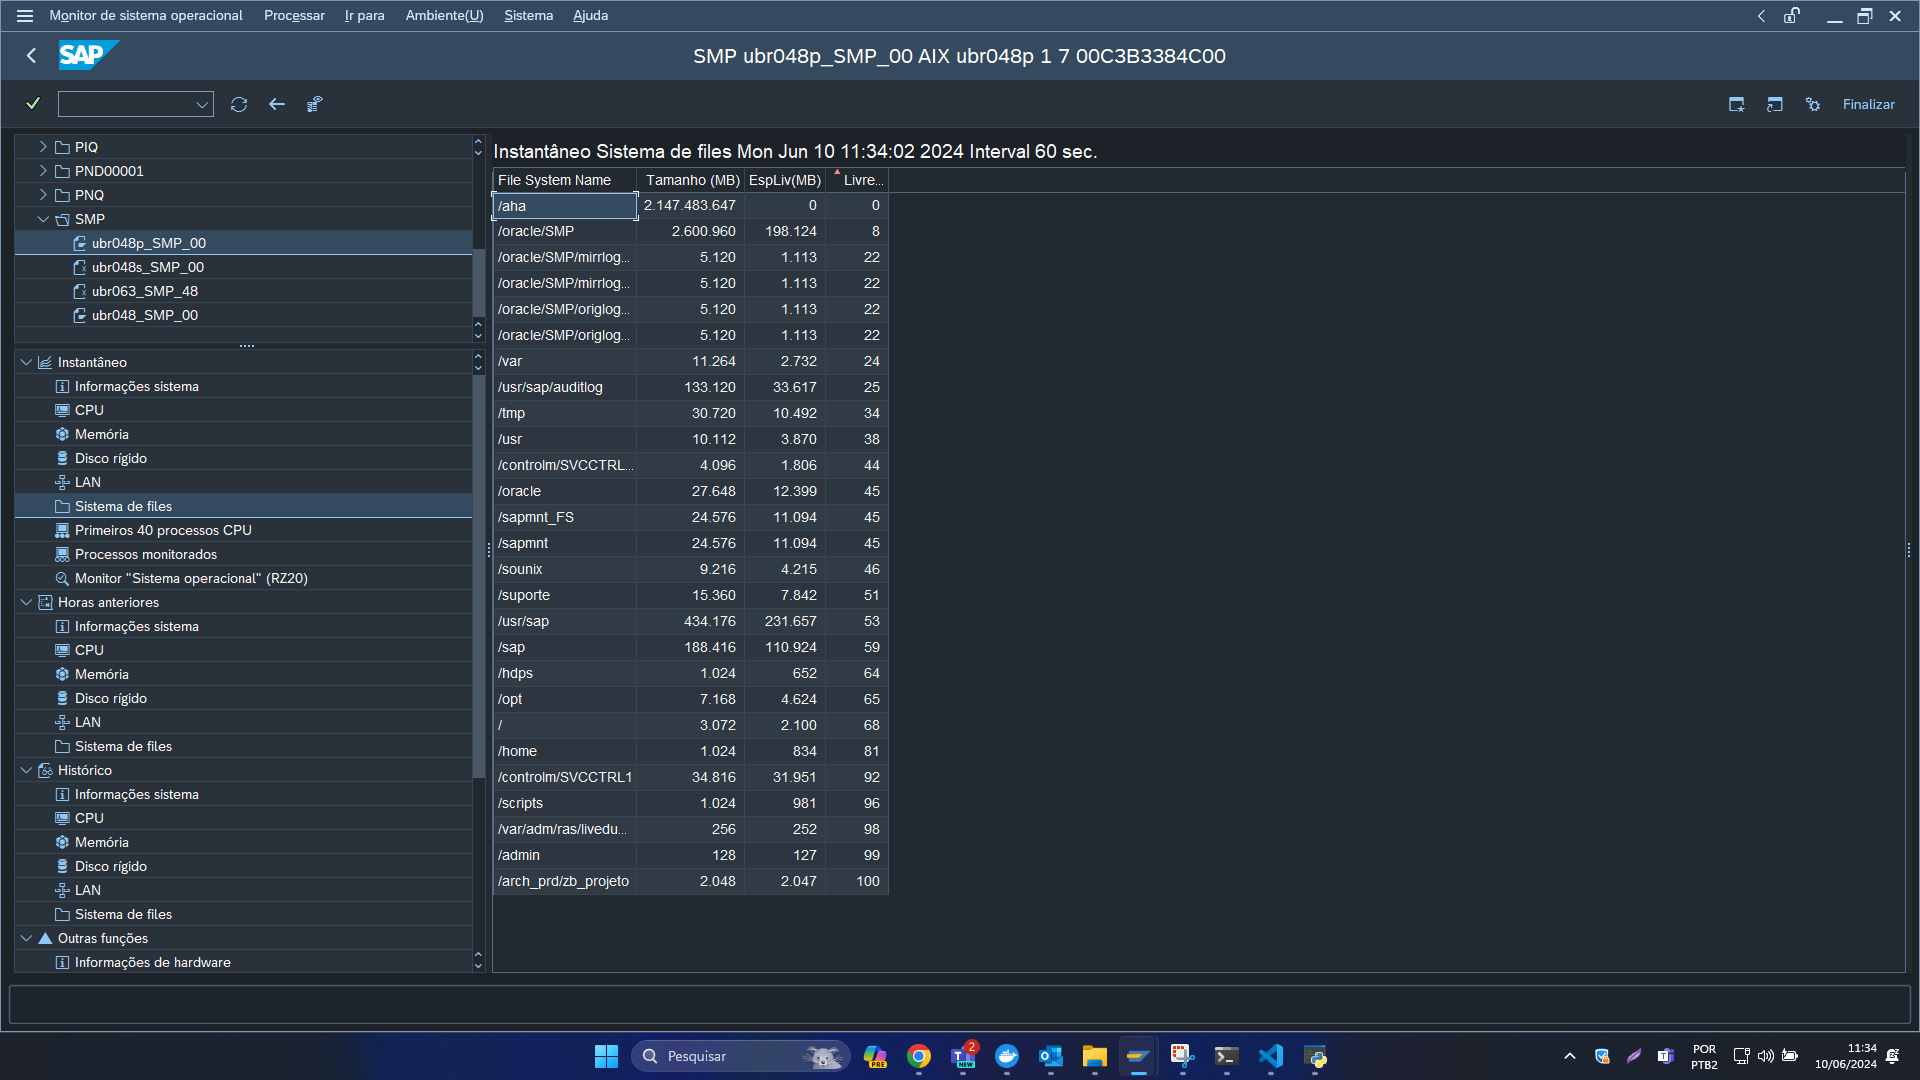 Monitor de sistema operacional Processar Ir para Ambiente(U) Sistema Ajuda
SAP SMP ubr048p_SMP_00 AIX ubr048p 1 7 00C3B3384C00
Finalizar
PIQ
PND00001
PNQ
SMP
ubr048p_SMP_00
ubr048s_SMP_00
ubr063_SMP_48
ubr048_SMP_00
Instantâneo
Informações sistema
CPU
Memória
Disco rígido
LAN
Sistema de files
Primeiros 40 processos CPU
Processos monitorados
Monitor "Sistema operacional" (RZ20)
Horas anteriores
Informações sistema
CPU
Memória
Disco rígido
LAN
Sistema de files
Histórico
Informações sistema
CPU
Memória
Disco rígido
LAN
Sistema de files
Outras funções
Informações de hardware
Instantâneo Sistema de files Mon Jun 10 11:34:02 2024 Interval 60 sec.
File System Name Tamanho (MB) EspLiv(MB) Livre...
/aha 2.147.483.647 0 0
/oracle/SMP 2.600.960 198.124 8
/oracle/SMP/mirrlog... 5.120 1.113 22
/oracle/SMP/mirrlog... 5.120 1.113 22
/oracle/SMP/origlog... 5.120 1.113 22
/oracle/SMP/origlog... 5.120 1.113 22
/var 11.264 2.732 24
/usr/sap/auditlog 133.120 33.617 25
/tmp 30.720 10.492 34
/usr 10.112 3.870 38
/controlm/SVCCTRL... 4.096 1.806 44
/oracle 27.648 12.399 45
/sapmnt_FS 24.576 11.094 45
/sapmnt 24.576 11.094 45
/sounix 9.216 4.215 46
/suporte 15.360 7.842 51
/usr/sap 434.176 231.657 53
/sap 188.416 110.924 59
/hdps 1.024 652 64
/opt 7.168 4.624 65
/ 3.072 2.100 68
/home 1.024 834 81
/controlm/SVCCTRL1 34.816 31.951 92
/scripts 1.024 981 96
/var/adm/ras/livedu... 256 252 98
/admin 128 127 99
/arch_prd/zb_projeto 2.048 2.047 100
Pesquisar
PRE
NEW
2
POR
PTB2
11:34
10/06/2024